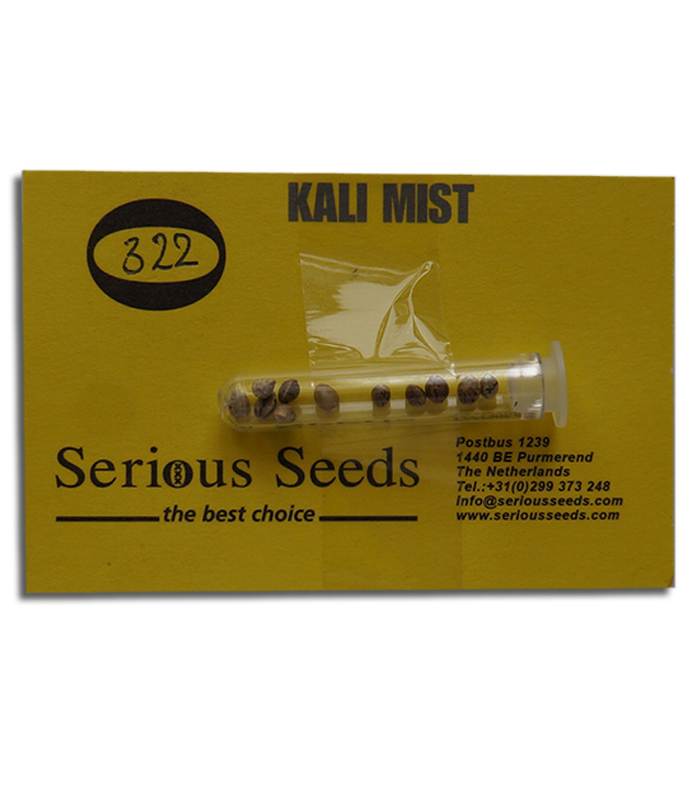 KALI MIST
322
Serious Seeds
the best choice
Postbus 1239
1440 BE Purmerend
The Netherlands
Tel.:+31(0)299 373 248
info@seriousseeds.com
www.seriousseeds.com